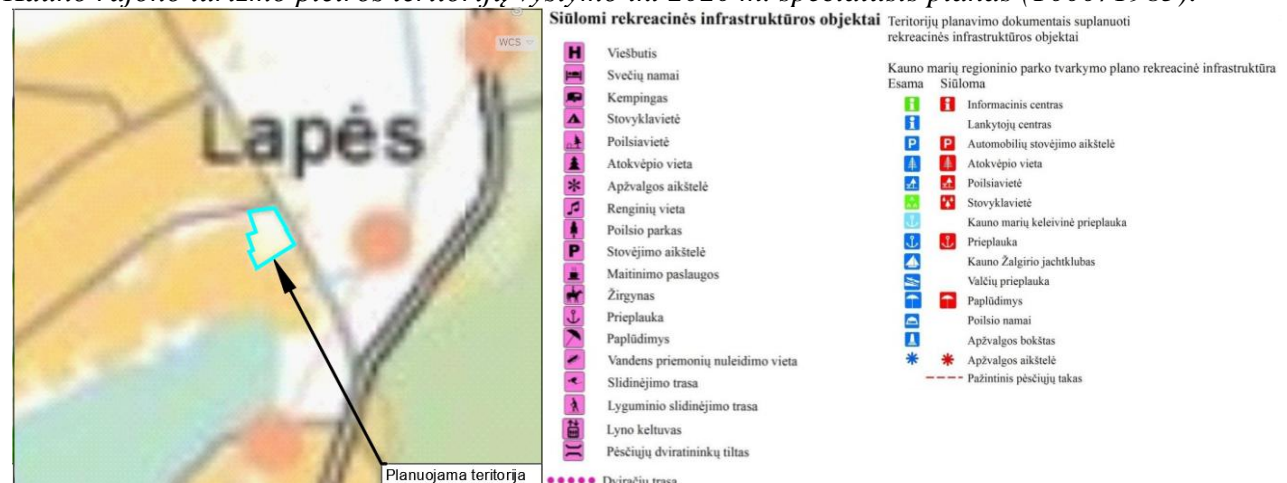 Kauno rajono turizmo plėtros teritorijų vystymo iki 2020 m. specialusis planas (T00071985).
WCS
Lapės
Planuojama teritorija
Siūlomi rekreacinės infrastruktūros objektai
H Viešbutis
Svečių namai
Kempingas
Stovyklavietė
Poilsiavietė
Atokvėpio vieta
Apžvalgos aikštelė
Renginių vieta
Poilsio parkas
P Stovėjimo aikštelė
Maitinimo paslaugos
Žirgynas
Prieplauka
Paplūdimys
Vandens priemonių nuleidimo vieta
Slidinėjimo trasa
Lyguminio slidinėjimo trasa
Lyno keltuvas
Pėsčiųjų dviratininkų tiltas
Dviračių trasa
Teritorijų planavimo dokumentais suplanuoti
rekreacinės infrastruktūros objektai
Kauno marių regioninio parko tvarkymo plano rekreacinė infrastruktūra
Esama Siūloma
i i Informacinis centras
i Lankytojų centras
P P Automobilių stovėjimo aikštelė
Atokvėpio vieta
Poilsiavietė
Stovyklavietė
Kauno marių keleivinė prieplauka
Prieplauka
Kauno Žalgirio jachtklubas
Valčių prieplauka
Paplūdimys
Poilsio namai
Apžvalgos bokštas
Apžvalgos aikštelė
Pažintinis pėsčiųjų takas